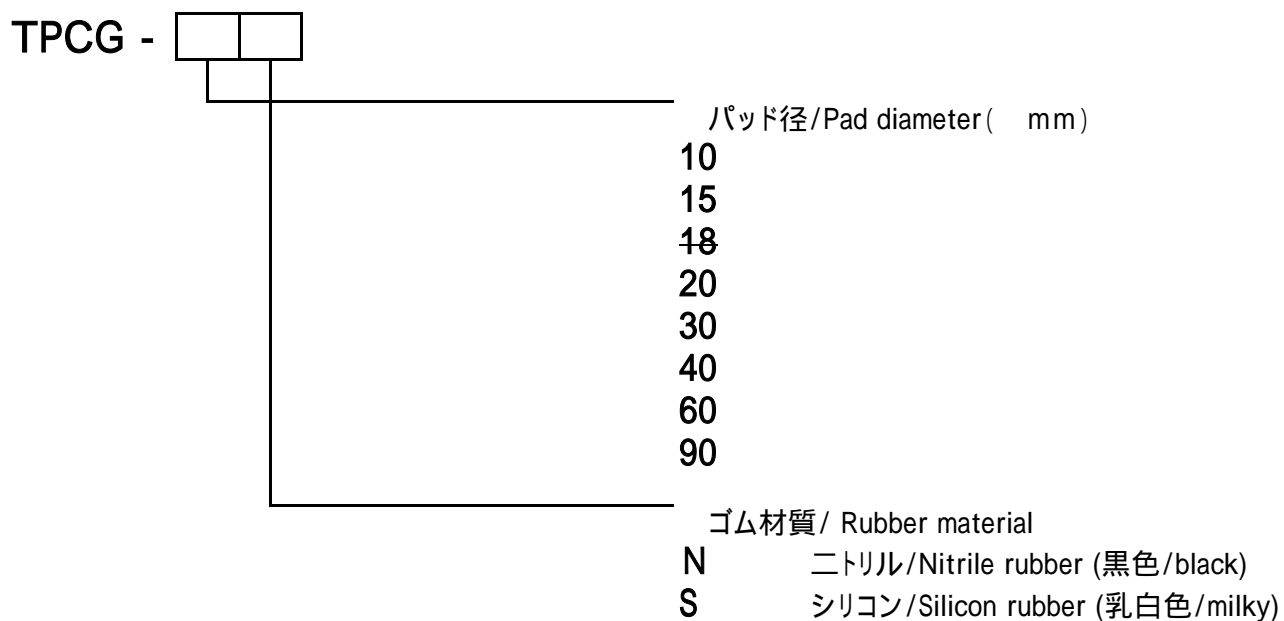 TPCG -
パッド径/Pad diameter( mm)
10
15
18
20
30
40
60
90
ゴム材質/ Rubber material
N ニトリル/Nitrile rubber (黒色/black)
S シリコン/Silicon rubber (乳白色/milky)